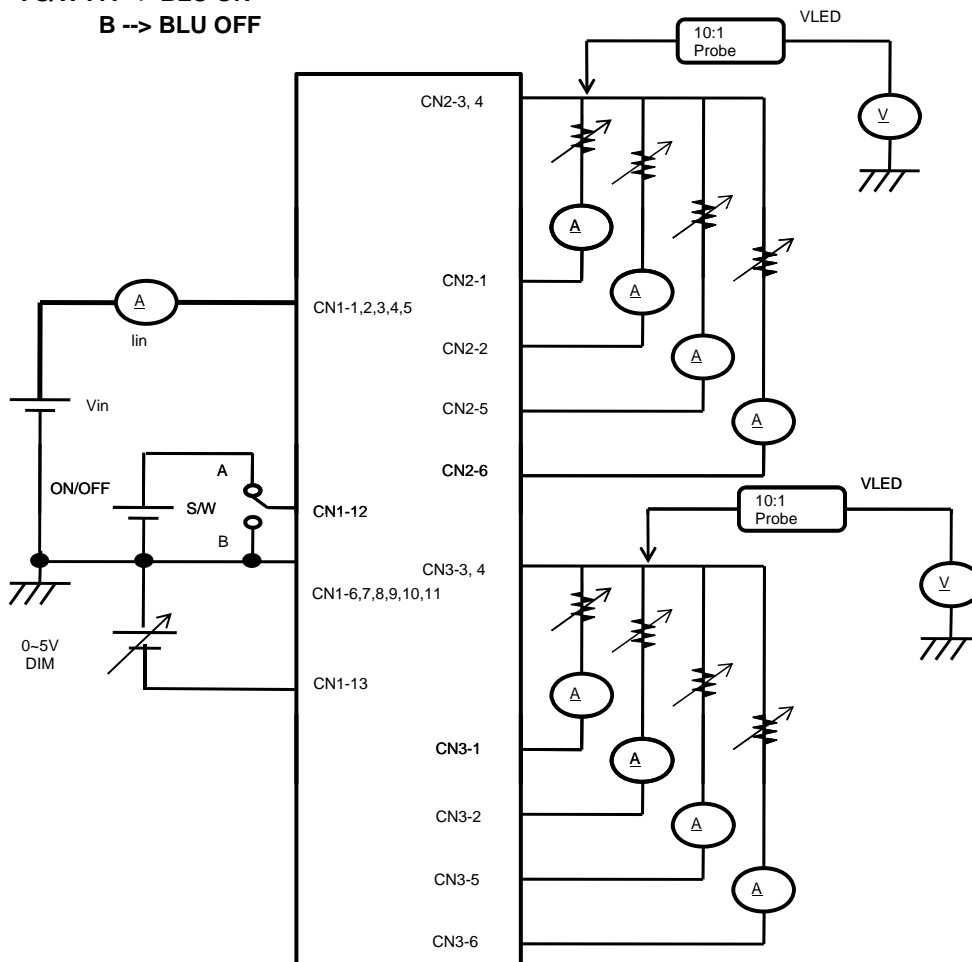 B --> BLU OFF
VLED
10:1
Probe
V
CN2-3, 4
A
CN2-1
A
A
CN1-1,2,3,4,5
Iin
CN2-2
A
Vin
CN2-5
A
A
ON/OFF
S/W
CN2-6
VLED
10:1
Probe
CN1-12
B
CN3-3, 4
V
CN1-6,7,8,9,10,11
0~5V
DIM
CN1-13
A
CN3-1
A
CN3-2
A
CN3-5
A
CN3-6